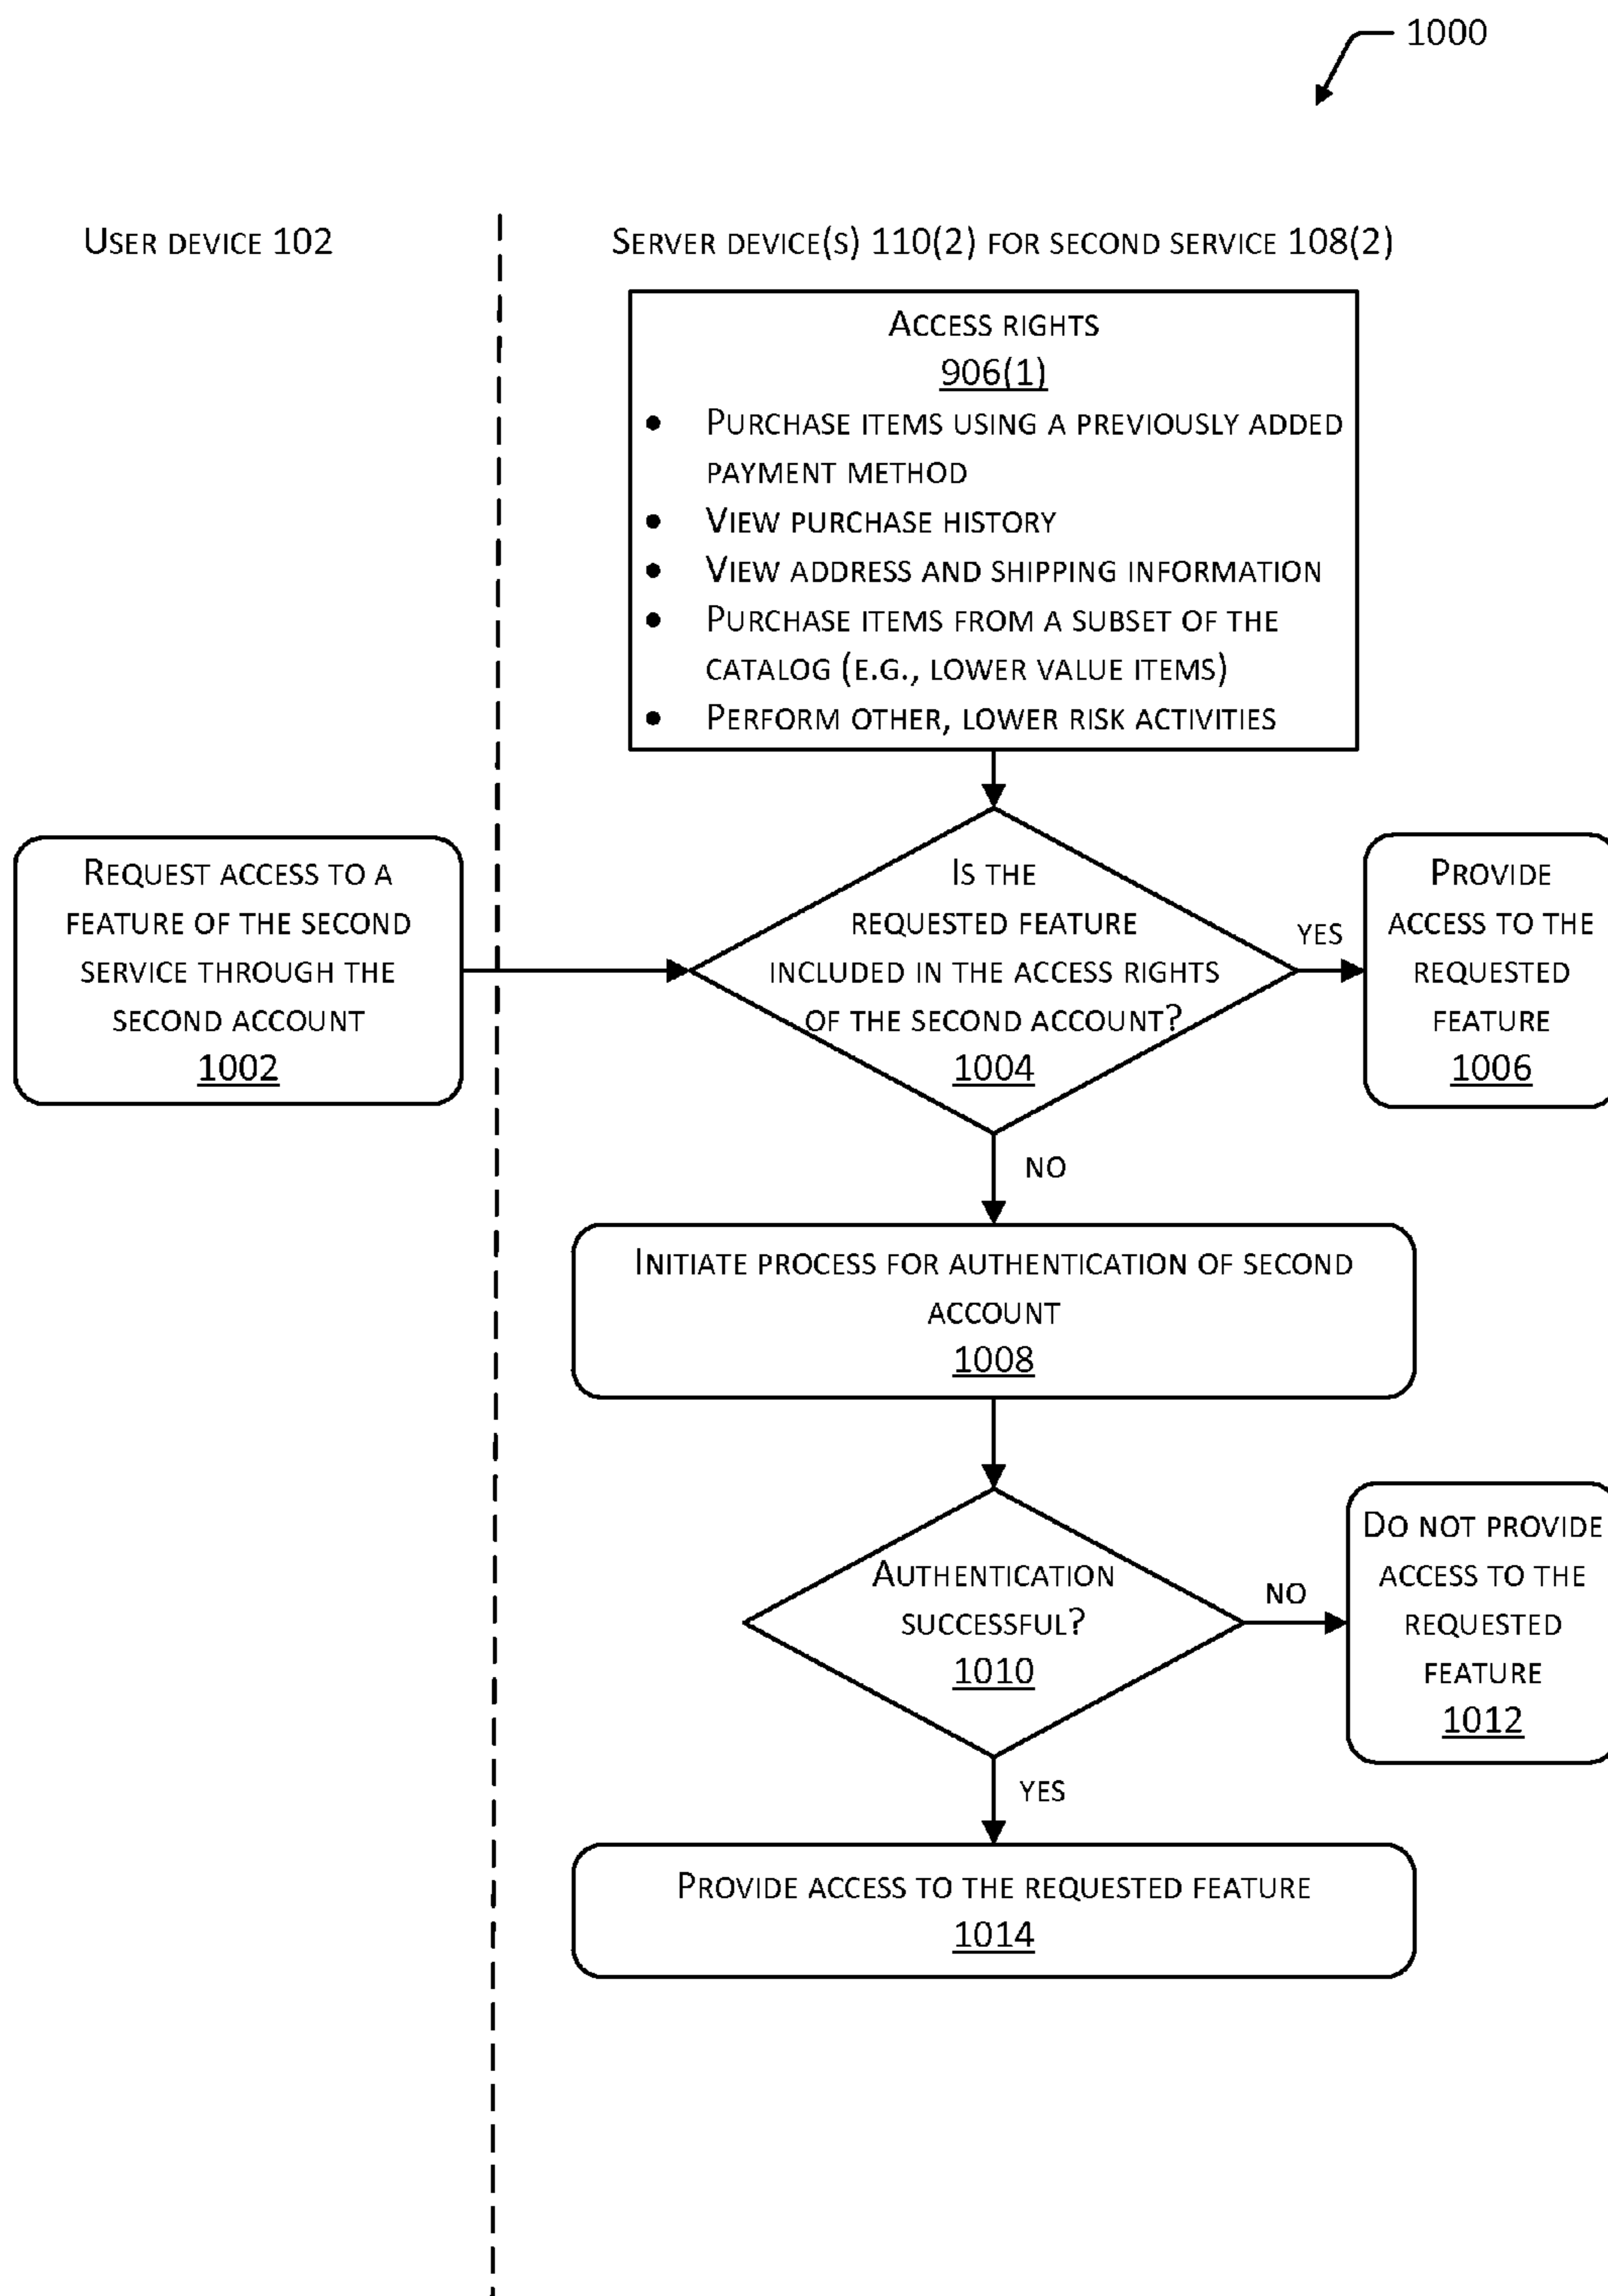 1000
User device 102
Server device(s) 110(2) for second service 108(2)
Access rights
906(1)
• Purchase items using a previously added
payment method
• View purchase history
• View address and shipping information
• Purchase items from a subset of the
catalog (e.g., lower value items)
• Perform other, lower risk activities
Request access to a
feature of the second
service through the
second account
1002
Is the
requested feature
included in the access rights
of the second account?
1004
yes
Provide
access to the
requested
feature
1006
no
Initiate process for authentication of second
account
1008
Authentication
successful?
1010
no
Do not provide
access to the
requested
feature
1012
yes
Provide access to the requested feature
1014